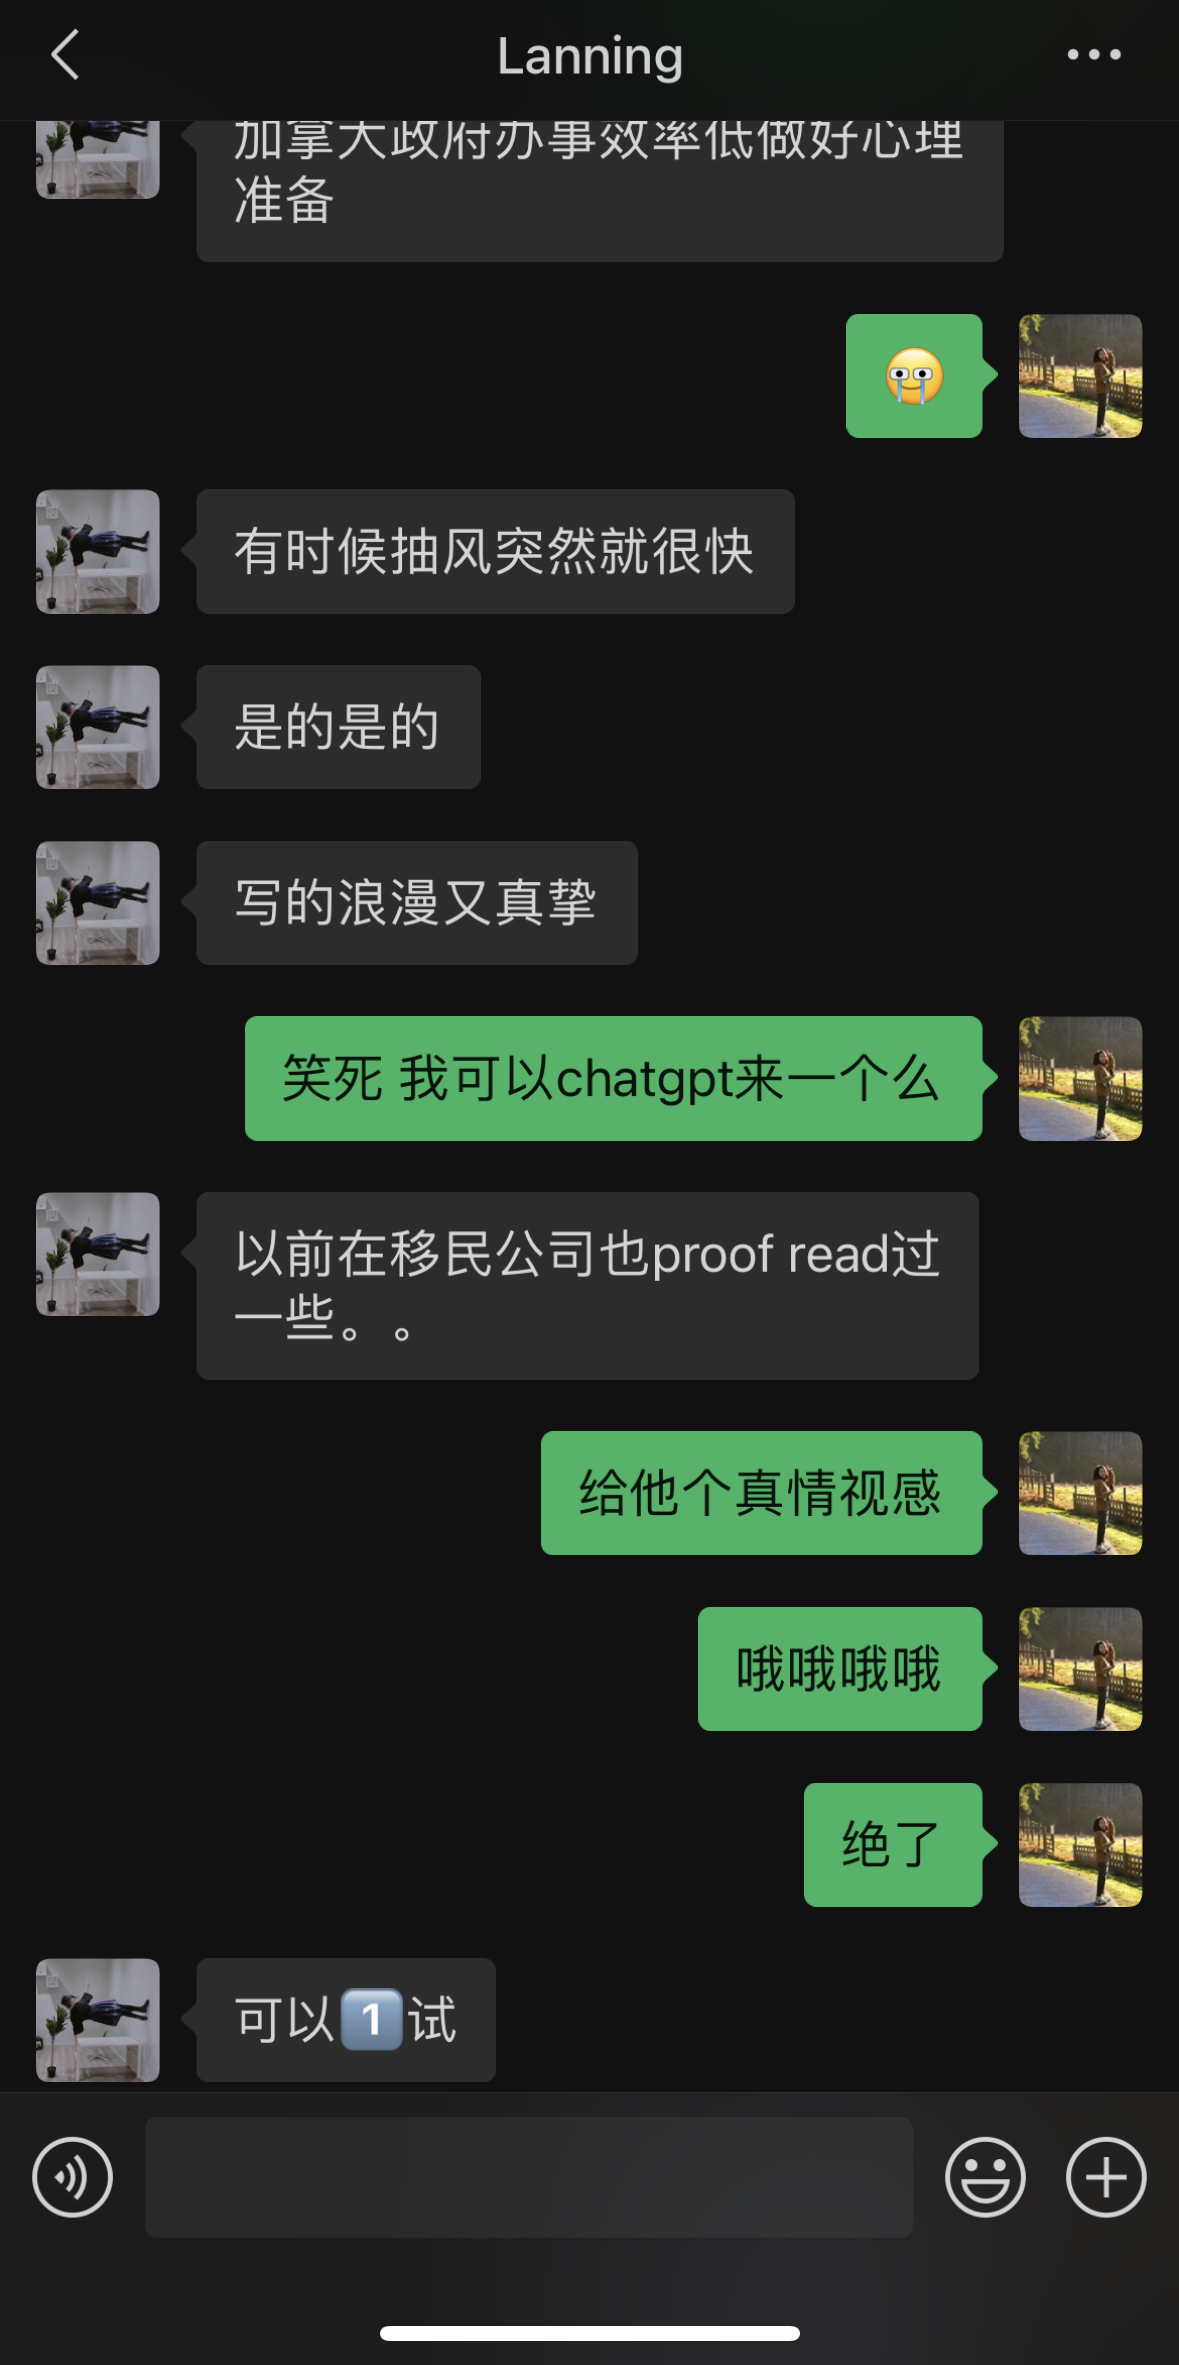 Lanning
加拿大政府办事效率低做好心理
准备
有时候抽风突然就很快
是的是的
写的浪漫又真挚
笑死 我可以chatgpt来一个么
以前在移民公司也proof read过
一些。。
给他个真情视感
哦哦哦哦
绝了
可以1️⃣试